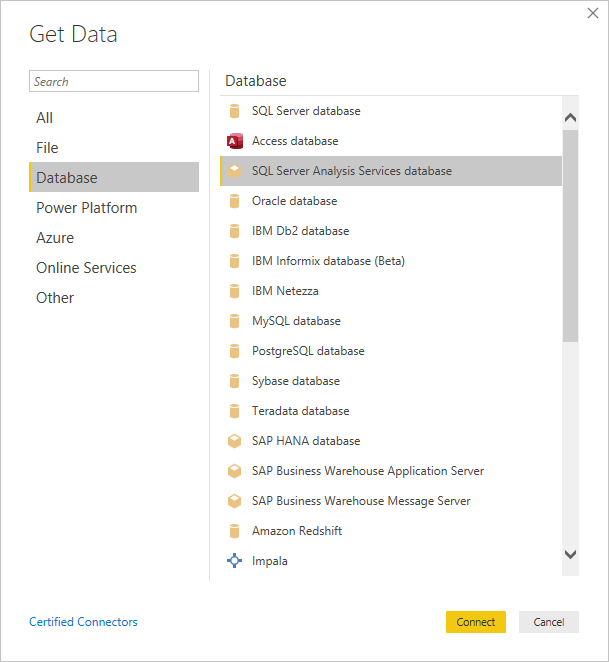 Get Data
Search
All
File
Database
Power Platform
Azure
Online Services
Other
Database
SQL Server database
A Access database
SQL Server Analysis Services database
Oracle database
IBM Db2 database
IBM Informix database (Beta)
IBM Netezza
MySQL database
PostgreSQL database
Sybase database
Teradata database
SAP HANA database
SAP Business Warehouse Application Server
SAP Business Warehouse Message Server
Amazon Redshift
Impala
Certified Connectors
Connect
Cancel